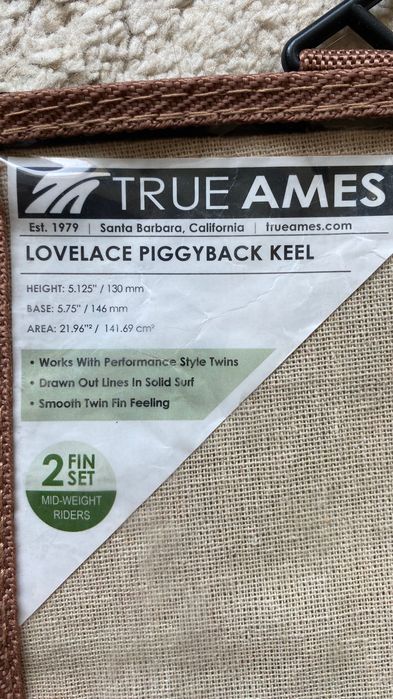 TRUE AMES
Est. 1979 | Santa Barbara, California | trueames.com
LOVELACE PIGGYBACK KEEL
HEIGHT: 5.125" / 130 mm
BASE: 5.75" / 146 mm
AREA: 21.96"² / 141.69 cm²
• Works With Performance Style Twins
• Drawn Out Lines In Solid Surf
• Smooth Twin Fin Feeling
2 FIN SET
MID-WEIGHT
RIDERS